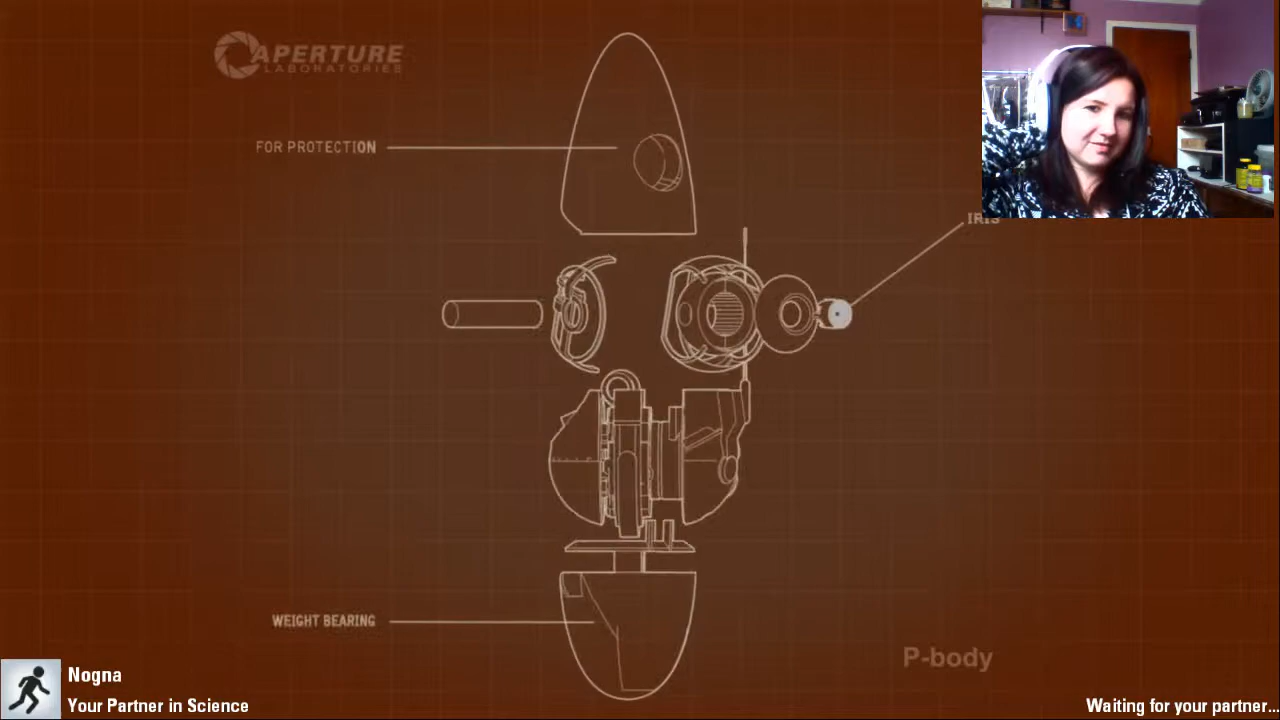 APERTURE
LABORATORIES
FOR PROTECTION
IRIS
WEIGHT BEARING
P-body
Nogna
Your Partner in Science
Waiting for your partner...